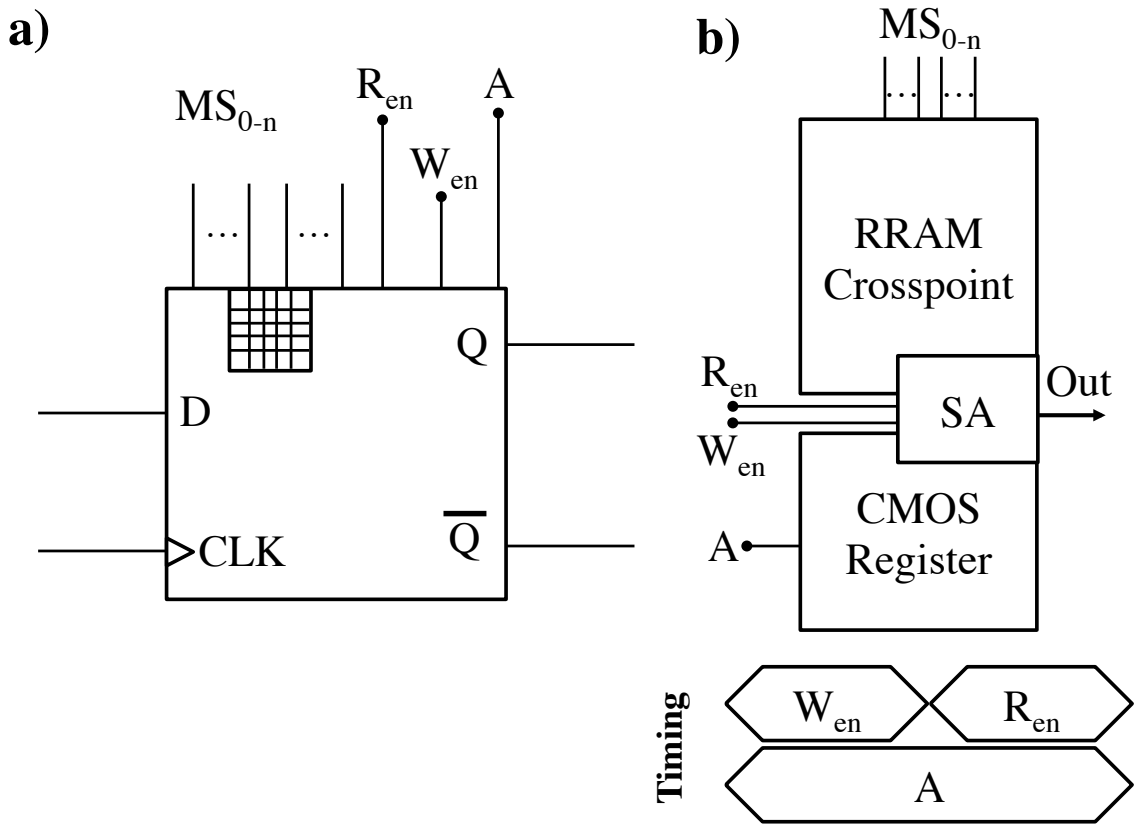 a)
MS0-n
Ren
A
Wen
... ...
Q
D
CLK
Q
b)
MS0-n
... ...
RRAM
Crosspoint
Ren
Wen
SA
Out
CMOS
Register
A
Timing
Wen
Ren
A